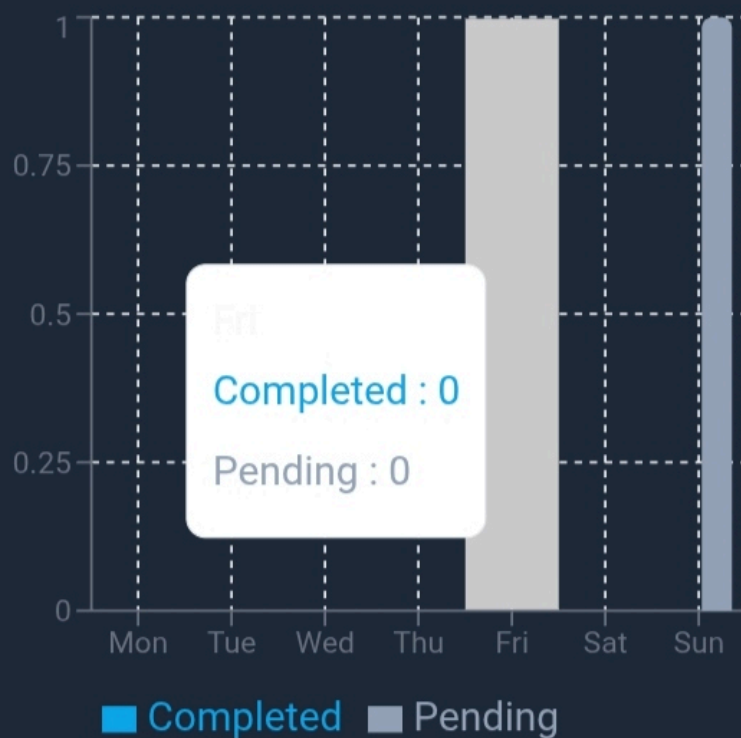 1
0.75
0.5
Fri
Completed : 0
0.25
Pending : 0
0
Mon Tue Wed Thu Fri Sat Sun
Completed Pending